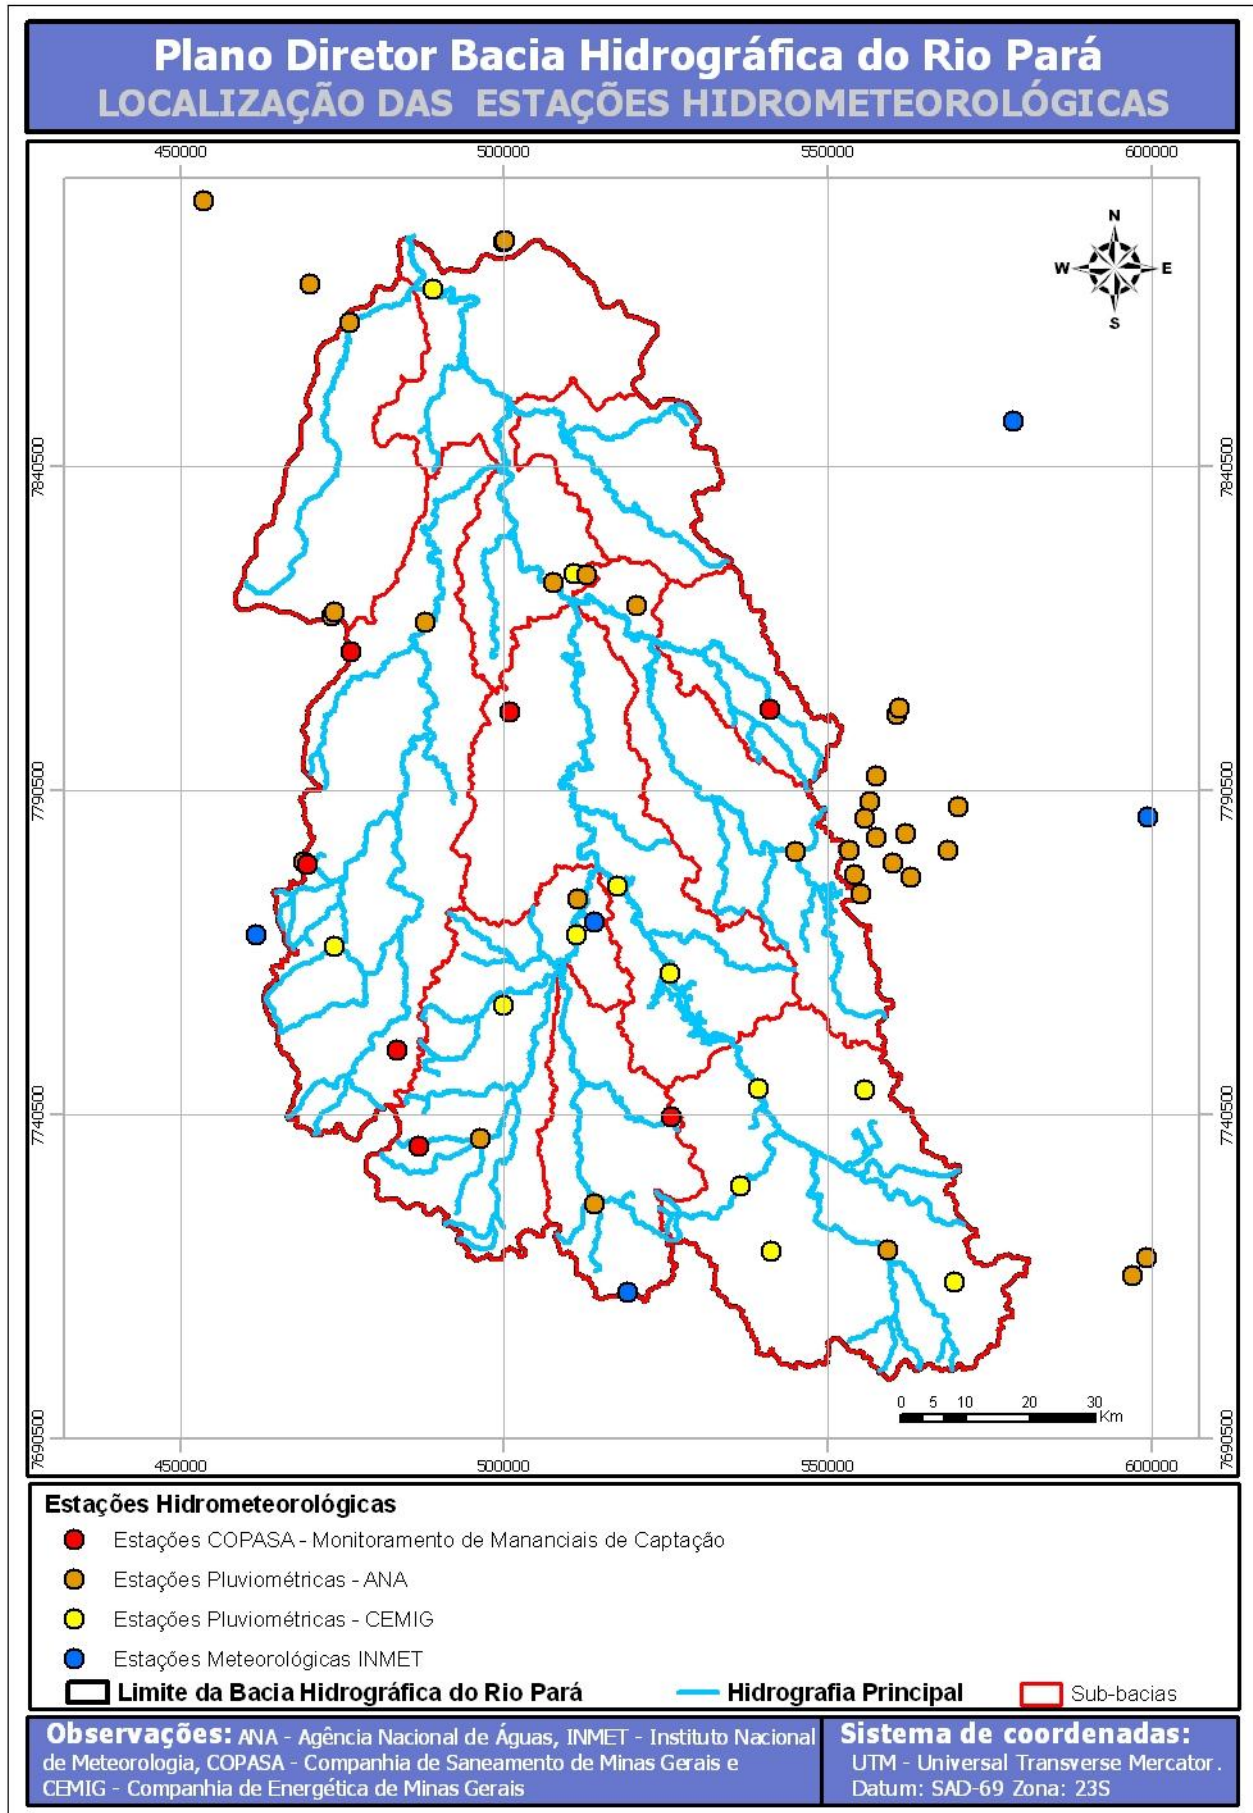 Plano Diretor Bacia Hidrográfica do Rio Pará
LOCALIZAÇÃO DAS ESTAÇÕES HIDROMETEOROLÓGICAS
450000 500000 550000 600000
N
W E
S
7840500 7840500
7790500 7790500
7740500 7740500
0 5 10 20 30
Km
7690500 7690500
450000 500000 550000 600000
Estações Hidrometeorológicas
Estações COPASA - Monitoramento de Mananciais de Captação
Estações Pluviométricas - ANA
Estações Pluviométricas - CEMIG
Estações Meteorológicas INMET
Limite da Bacia Hidrográfica do Rio Pará Hidrografia Principal Sub-bacias
Observações: ANA - Agência Nacional de Águas, INMET - Instituto Nacional
de Meteorologia, COPASA - Companhia de Saneamento de Minas Gerais e
CEMIG - Companhia de Energética de Minas Gerais
Sistema de coordenadas:
UTM - Universal Transverse Mercator.
Datum: SAD-69 Zona: 23S